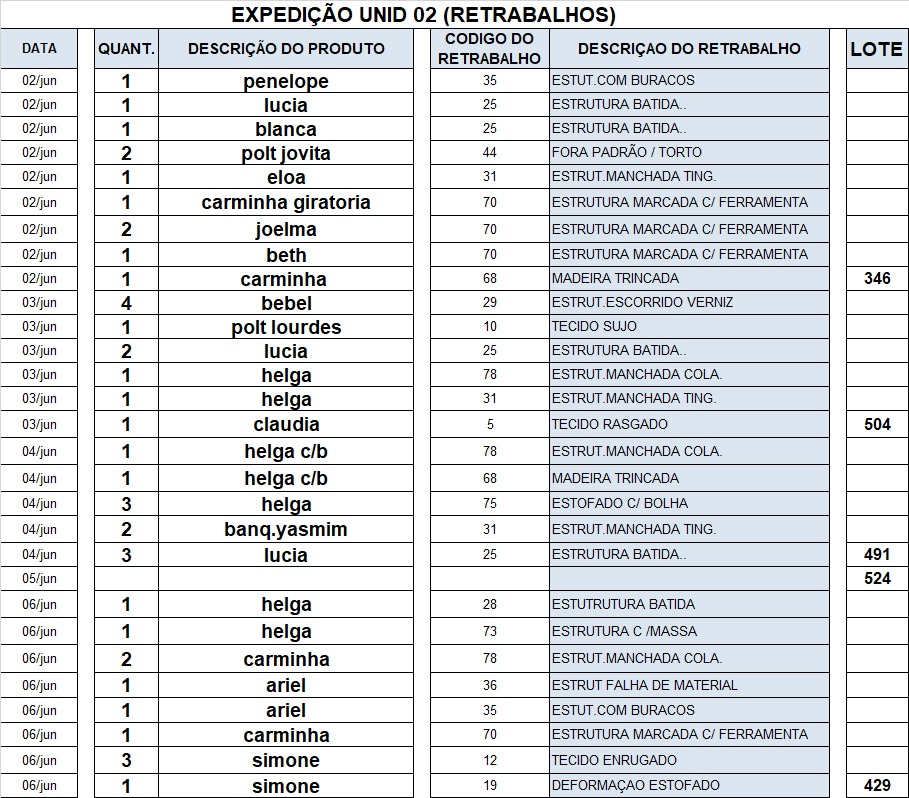 EXPEDIÇÃO UNID 02 (RETRABALHOS)
DATA QUANT. DESCRIÇÃO DO PRODUTO CODIGO DO RETRABALHO DESCRIÇAO DO RETRABALHO LOTE
02/jun 1 penelope 35 ESTUT.COM BURACOS
02/jun 1 lucia 25 ESTRUTURA BATIDA..
02/jun 1 blanca 25 ESTRUTURA BATIDA..
02/jun 2 polt jovita 44 FORA PADRÃO / TORTO
02/jun 1 eloa 31 ESTRUT.MANCHADA TING.
02/jun 1 carminha giratoria 70 ESTRUTURA MARCADA C/ FERRAMENTA
02/jun 2 joelma 70 ESTRUTURA MARCADA C/ FERRAMENTA
02/jun 1 beth 70 ESTRUTURA MARCADA C/ FERRAMENTA
02/jun 1 carminha 68 MADEIRA TRINCADA 346
03/jun 4 bebel 29 ESTRUT.ESCORRIDO VERNIZ
03/jun 1 polt lourdes 10 TECIDO SUJO
03/jun 2 lucia 25 ESTRUTURA BATIDA..
03/jun 1 helga 78 ESTRUT.MANCHADA COLA.
03/jun 1 helga 31 ESTRUT.MANCHADA TING.
03/jun 1 claudia 5 TECIDO RASGADO 504
04/jun 1 helga c/b 78 ESTRUT.MANCHADA COLA.
04/jun 1 helga c/b 68 MADEIRA TRINCADA
04/jun 3 helga 75 ESTOFADO C/ BOLHA
04/jun 2 banq.yasmim 31 ESTRUT.MANCHADA TING.
04/jun 3 lucia 25 ESTRUTURA BATIDA.. 491
05/jun 524
06/jun 1 helga 28 ESTUTRUTURA BATIDA
06/jun 1 helga 73 ESTRUTURA C /MASSA
06/jun 2 carminha 78 ESTRUT.MANCHADA COLA.
06/jun 1 ariel 36 ESTRUT FALHA DE MATERIAL
06/jun 1 ariel 35 ESTUT.COM BURACOS
06/jun 1 carminha 70 ESTRUTURA MARCADA C/ FERRAMENTA
06/jun 3 simone 12 TECIDO ENRUGADO
06/jun 1 simone 19 DEFORMAÇAO ESTOFADO 429